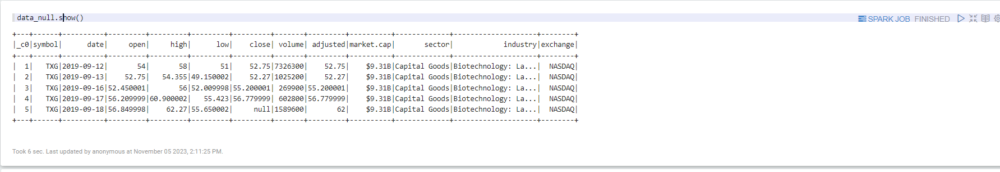 data_null.show()
SPARK JOB FINISHED
+---+------+----------+---------+---------+---------+---------+-------+---------+----------+-------------+--------------------+--------+
|_c0|symbol|      date|     open|     high|      low|    close| volume| adjusted|market.cap|       sector|            industry|exchange|
+---+------+----------+---------+---------+---------+---------+-------+---------+----------+-------------+--------------------+--------+
|  1|   TXG|2019-09-12|       54|       58|       51|    52.75|7326300|    52.75|    $9.31B|Capital Goods|Biotechnology: La...|  NASDAQ|
|  2|   TXG|2019-09-13|    52.75|   54.355|49.150002|    52.27|1025200|    52.27|    $9.31B|Capital Goods|Biotechnology: La...|  NASDAQ|
|  3|   TXG|2019-09-16|52.450001|       56|52.009998|55.200001| 269900|55.200001|    $9.31B|Capital Goods|Biotechnology: La...|  NASDAQ|
|  4|   TXG|2019-09-17|56.209999|60.900002|   55.423|56.779999| 602800|56.779999|    $9.31B|Capital Goods|Biotechnology: La...|  NASDAQ|
|  5|   TXG|2019-09-18|56.849998|    62.27|55.650002|     null|1589600|       62|    $9.31B|Capital Goods|Biotechnology: La...|  NASDAQ|
+---+------+----------+---------+---------+---------+---------+-------+---------+----------+-------------+--------------------+--------+
Took 6 sec. Last updated by anonymous at November 05 2023, 2:11:25 PM.